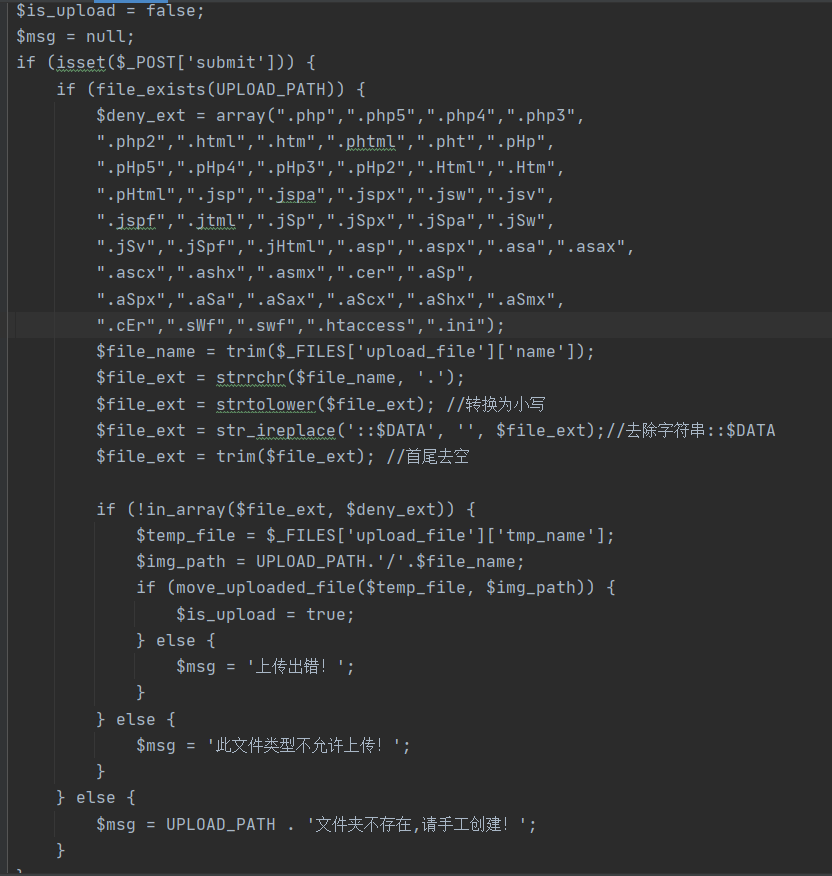 $is_upload = false;
$msg = null;
if (isset($_POST['submit'])) {
    if (file_exists(UPLOAD_PATH)) {
        $deny_ext = array(".php",".php5",".php4",".php3",
        ".php2",".html",".htm",".phtml",".pht",".pHp",
        ".pHp5",".pHp4",".pHp3",".pHp2",".Html",".Htm",
        ".pHtml",".jsp",".jspa",".jspx",".jsw",".jsv",
        ".jspf",".jtml",".jSp",".jSpx",".jSpa",".jSw",
        ".jSv",".jSpf",".jHtml",".asp",".aspx",".asa",".asax",
        ".ascx",".ashx",".asmx",".cer",".aSp",
        ".aSpx",".aSa",".aSax",".aScx",".aShx",".aSmx",
        ".cEr",".sWf",".swf",".htaccess",".ini");
        $file_name = trim($_FILES['upload_file']['name']);
        $file_ext = strrchr($file_name, '.');
        $file_ext = strtolower($file_ext); //转换为小写
        $file_ext = str_ireplace('::$DATA', '', $file_ext);//去除字符串::$DATA
        $file_ext = trim($file_ext); //首尾去空
        if (!in_array($file_ext, $deny_ext)) {
            $temp_file = $_FILES['upload_file']['tmp_name'];
            $img_path = UPLOAD_PATH.'/'.$file_name;
            if (move_uploaded_file($temp_file, $img_path)) {
                $is_upload = true;
            } else {
                $msg = '上传出错！';
            }
        } else {
            $msg = '此文件类型不允许上传！';
        }
    } else {
        $msg = UPLOAD_PATH . '文件夹不存在,请手工创建！';
    }
}